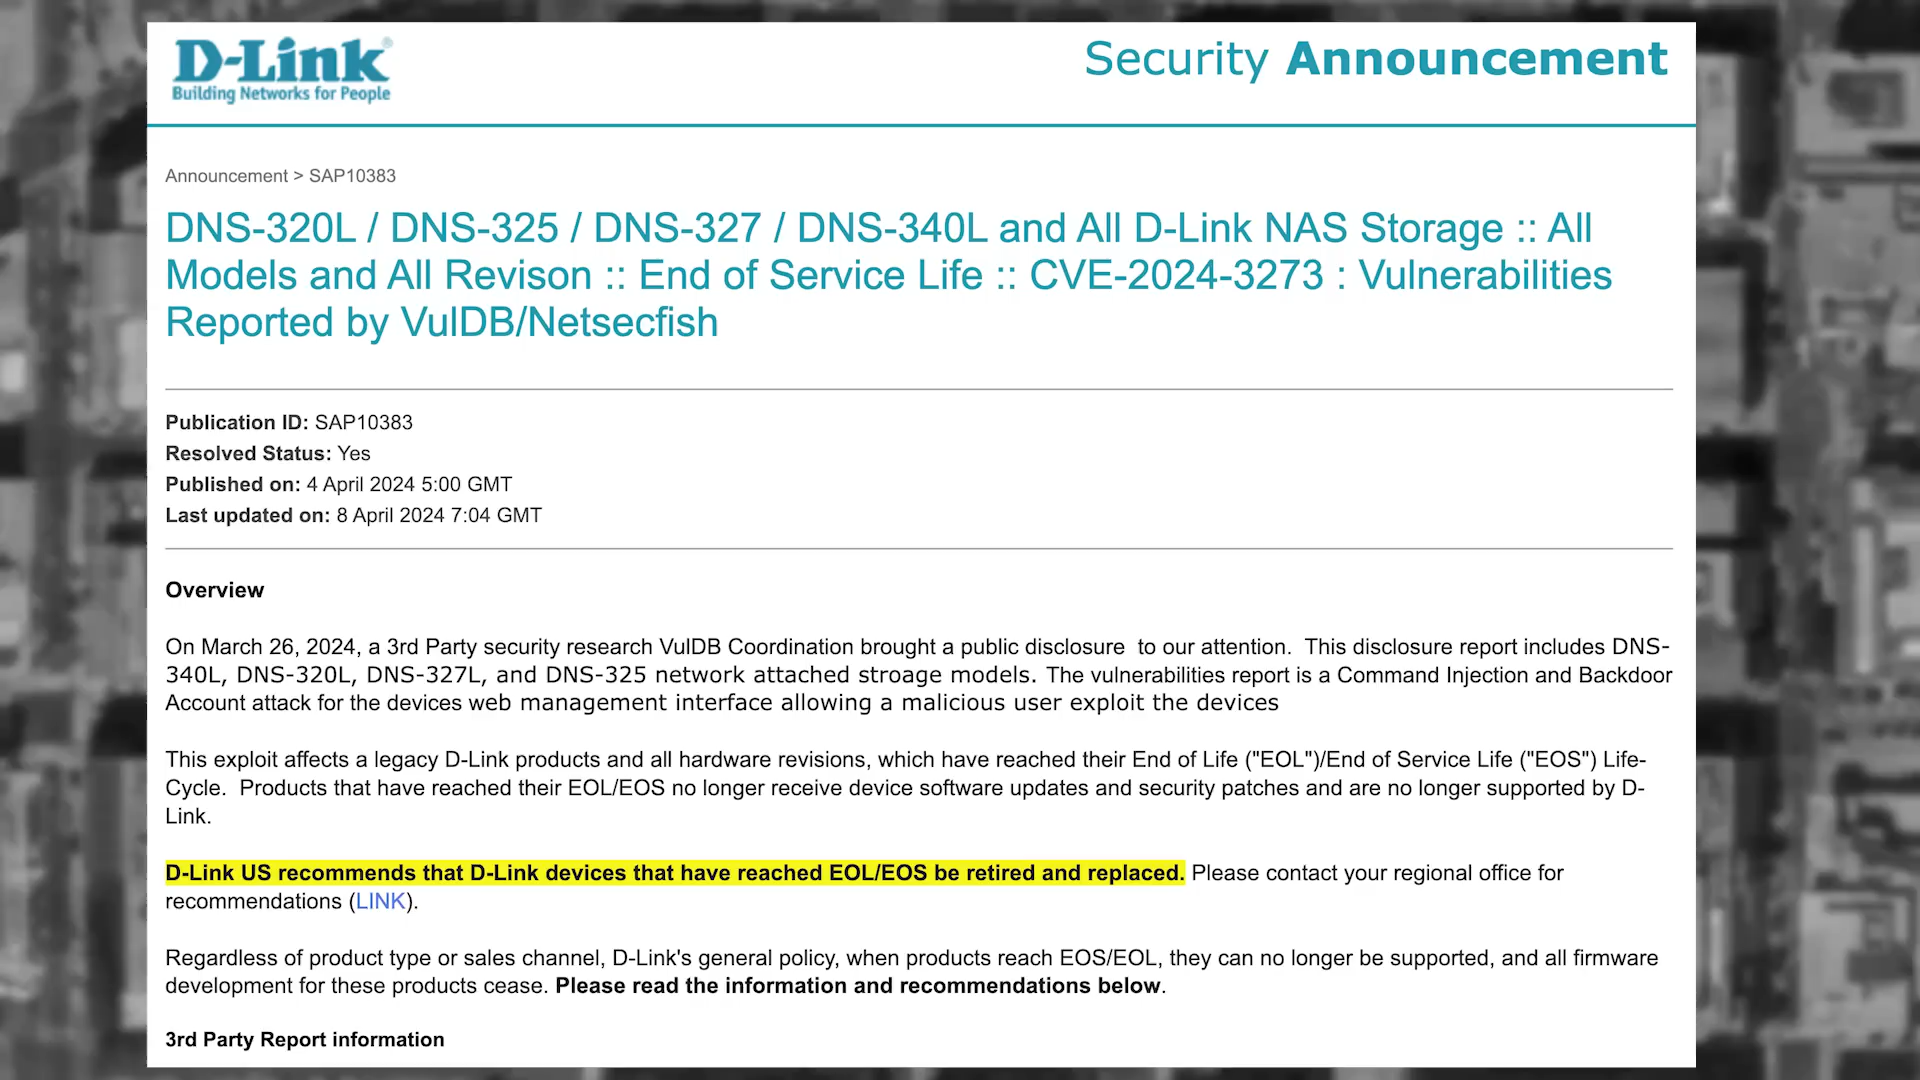 D-Link®
Building Networks for People
Security Announcement
Announcement > SAP10383
DNS-320L / DNS-325 / DNS-327 / DNS-340L and All D-Link NAS Storage :: All
Models and All Revison :: End of Service Life :: CVE-2024-3273 : Vulnerabilities
Reported by VulDB/Netsecfish
Publication ID: SAP10383
Resolved Status: Yes
Published on: 4 April 2024 5:00 GMT
Last updated on: 8 April 2024 7:04 GMT
Overview
On March 26, 2024, a 3rd Party security research VulDB Coordination brought a public disclosure  to our attention.  This disclosure report includes DNS-
340L, DNS-320L, DNS-327L, and DNS-325 network attached stroage models. The vulnerabilities report is a Command Injection and Backdoor
Account attack for the devices web management interface allowing a malicious user exploit the devices
This exploit affects a legacy D-Link products and all hardware revisions, which have reached their End of Life ("EOL")/End of Service Life ("EOS") Life-
Cycle.  Products that have reached their EOL/EOS no longer receive device software updates and security patches and are no longer supported by D-
Link.
D-Link US recommends that D-Link devices that have reached EOL/EOS be retired and replaced. Please contact your regional office for
recommendations (LINK).
Regardless of product type or sales channel, D-Link's general policy, when products reach EOS/EOL, they can no longer be supported, and all firmware
development for these products cease. Please read the information and recommendations below.
3rd Party Report information